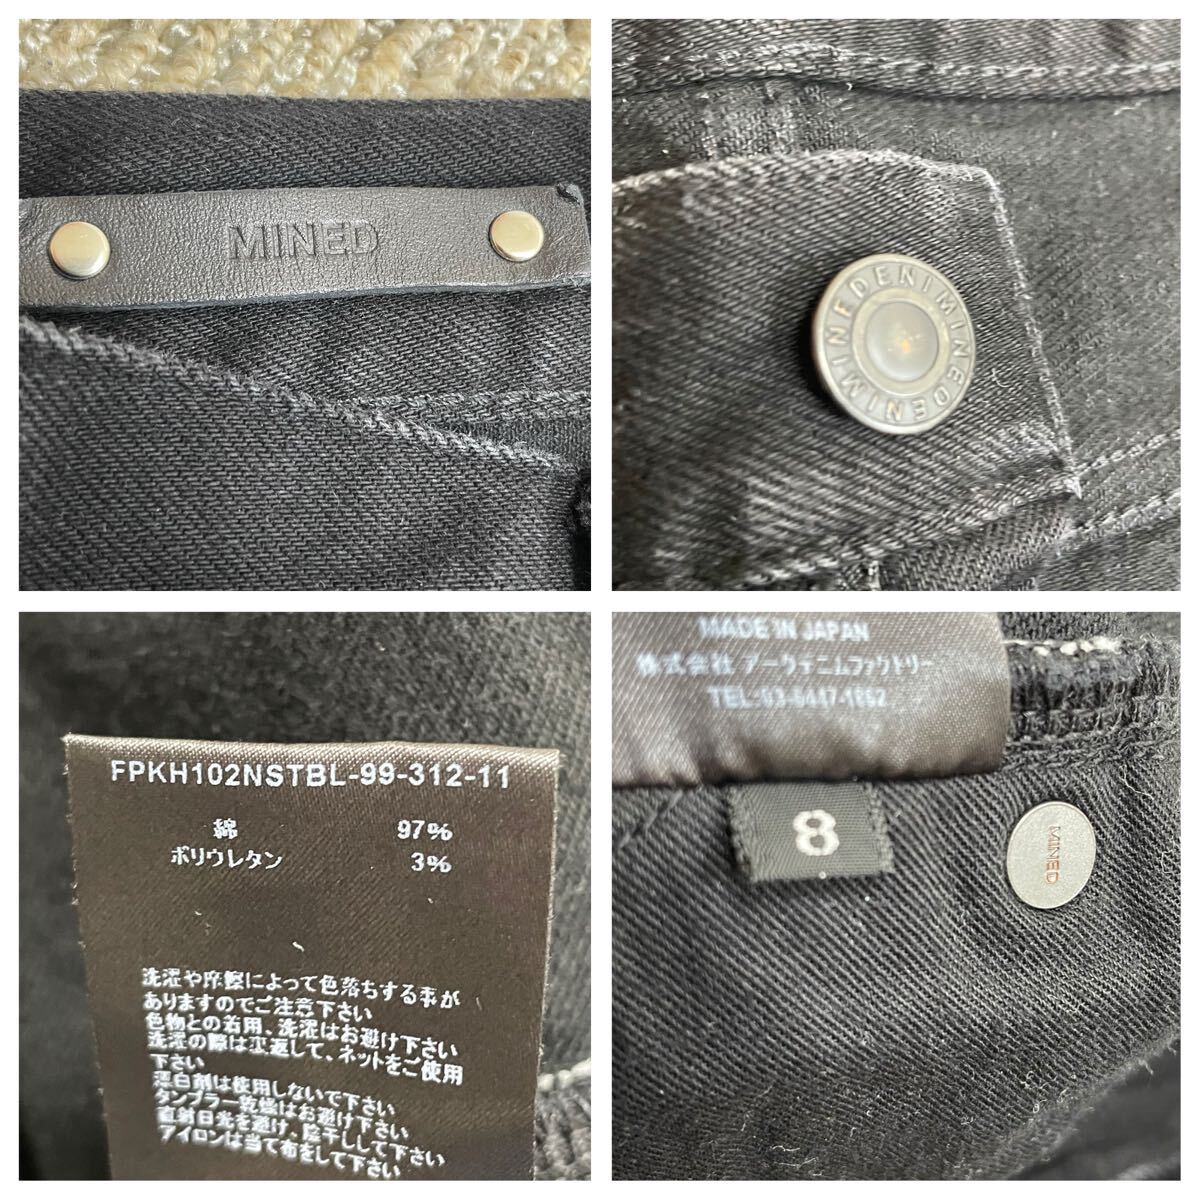 MINED
MINEDENIMINEDENIMINEDENI
FPKH102NSTBL-99-312-11
綿 97%
ポリウレタン 3%
洗濯や摩擦によって色落ちする事が
ありますのでご注意下さい
色物との着用、洗濯はお避け下さい
洗濯の際は裏返して、ネットをご使用
下さい
漂白剤は使用しないで下さい
タンブラー乾燥はお避け下さい
直射日光を避け、陰干しして下さい
アイロンは当て布をして下さい
MADE IN JAPAN
株式会社 アークデニムファクトリー
TEL:03-6447-1862
8
MINED